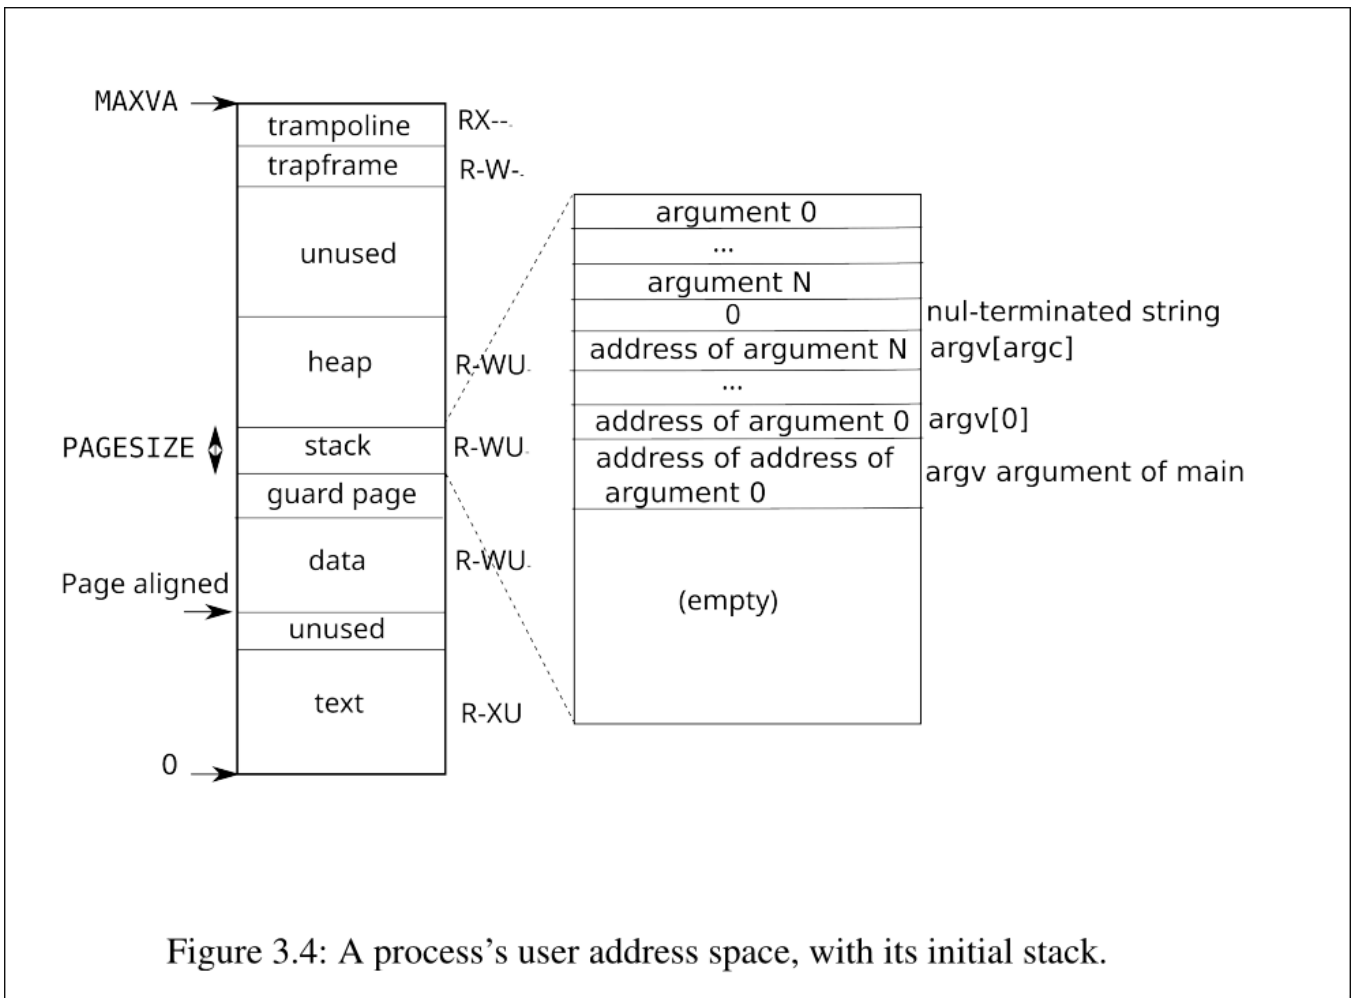 MAXVA
trampoline
RX--
trapframe
R-W-
unused
heap
R-WU
PAGESIZE
stack
R-WU
guard page
data
R-WU
Page aligned
unused
text
R-XU
0
argument 0
...
argument N
0
nul-terminated string
address of argument N
argv[argc]
...
address of argument 0
argv[0]
address of address of
argument 0
argv argument of main
(empty)
Figure 3.4: A process’s user address space, with its initial stack.